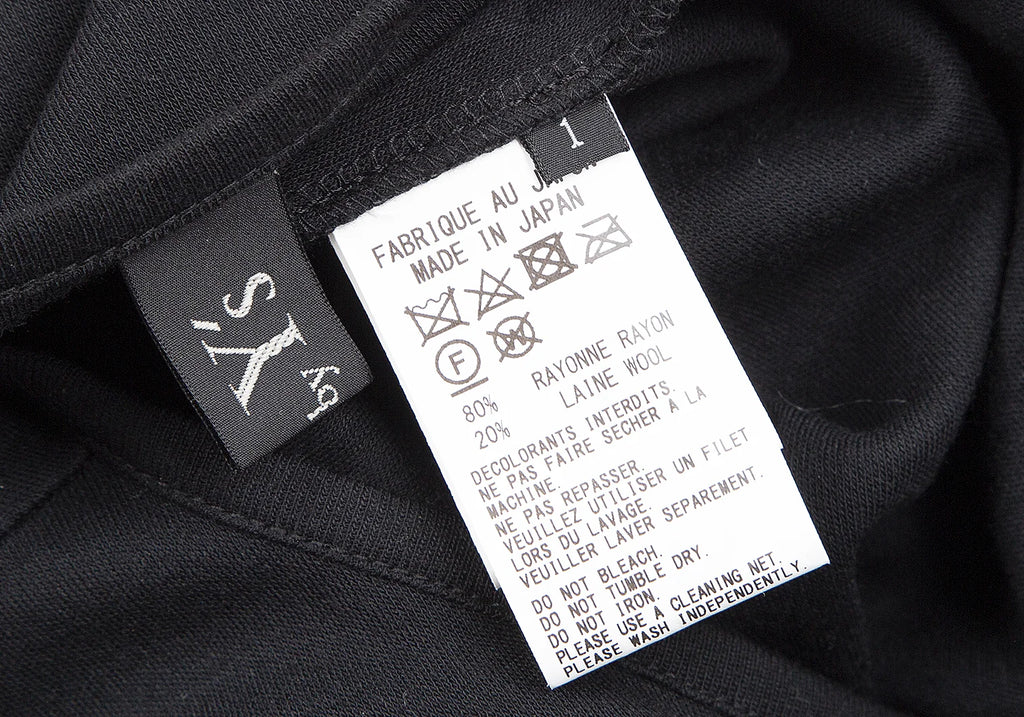 Y's
1
FABRIQUE AU JAPON
MADE IN JAPAN
F
W
RAYONNE RAYON
LAINE WOOL
80%
20%
DECOLORANTS INTERDITS.
NE PAS FAIRE SECHER A LA
MACHINE.
NE PAS REPASSER.
VEUILLEZ UTILISER UN FILET
LORS DU LAVAGE.
VEUILLER LAVER SEPAREMENT.
DO NOT BLEACH.
DO NOT TUMBLE DRY.
DO NOT IRON.
PLEASE USE A CLEANING NET.
PLEASE WASH INDEPENDENTLY.